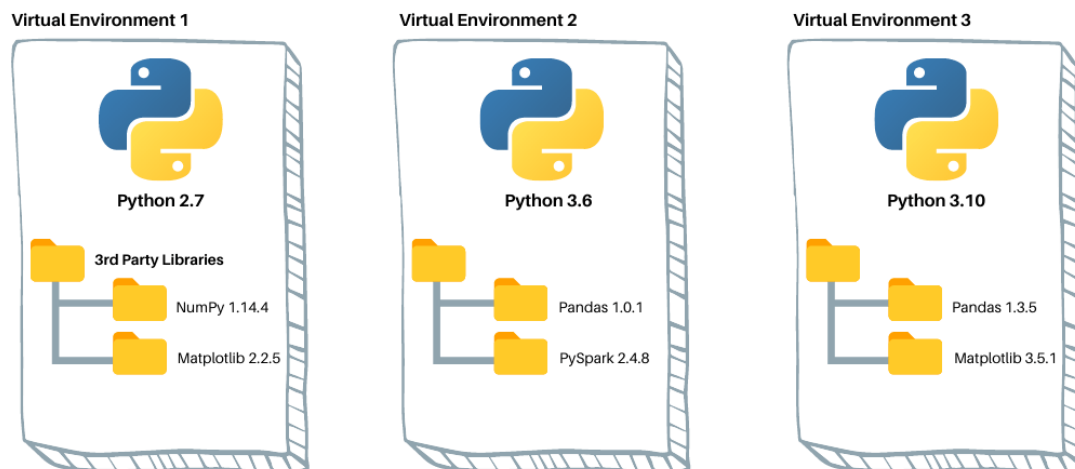 Virtual Environment 1
Python 2.7
3rd Party Libraries
NumPy 1.14.4
Matplotlib 2.2.5
Virtual Environment 2
Python 3.6
Pandas 1.0.1
PySpark 2.4.8
Virtual Environment 3
Python 3.10
Pandas 1.3.5
Matplotlib 3.5.1